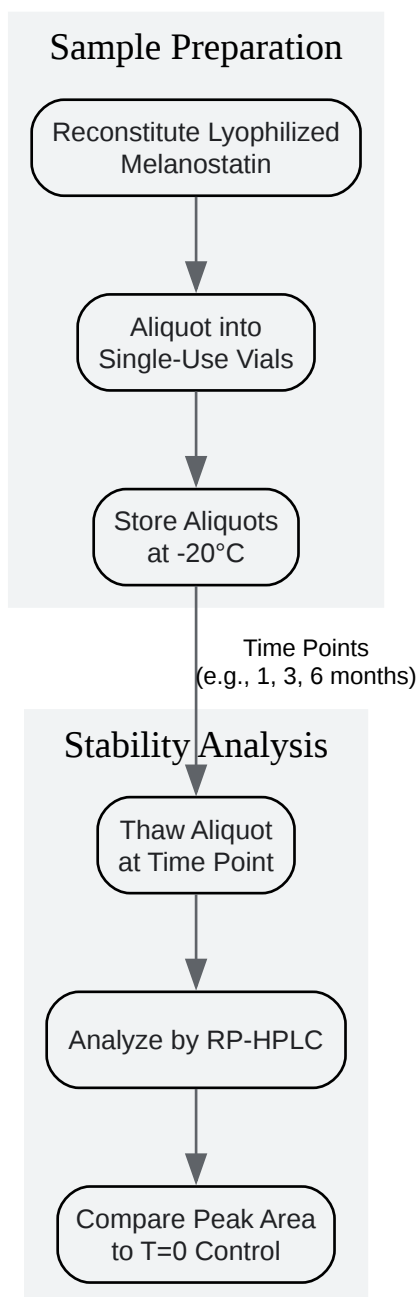 Sample Preparation
Reconstitute Lyophilized
Melanostatin
Aliquot into
Single-Use Vials
Store Aliquots
at -20°C
Time Points
(e.g., 1, 3, 6 months)
Stability Analysis
Thaw Aliquot
at Time Point
Analyze by RP-HPLC
Compare Peak Area
to T=0 Control